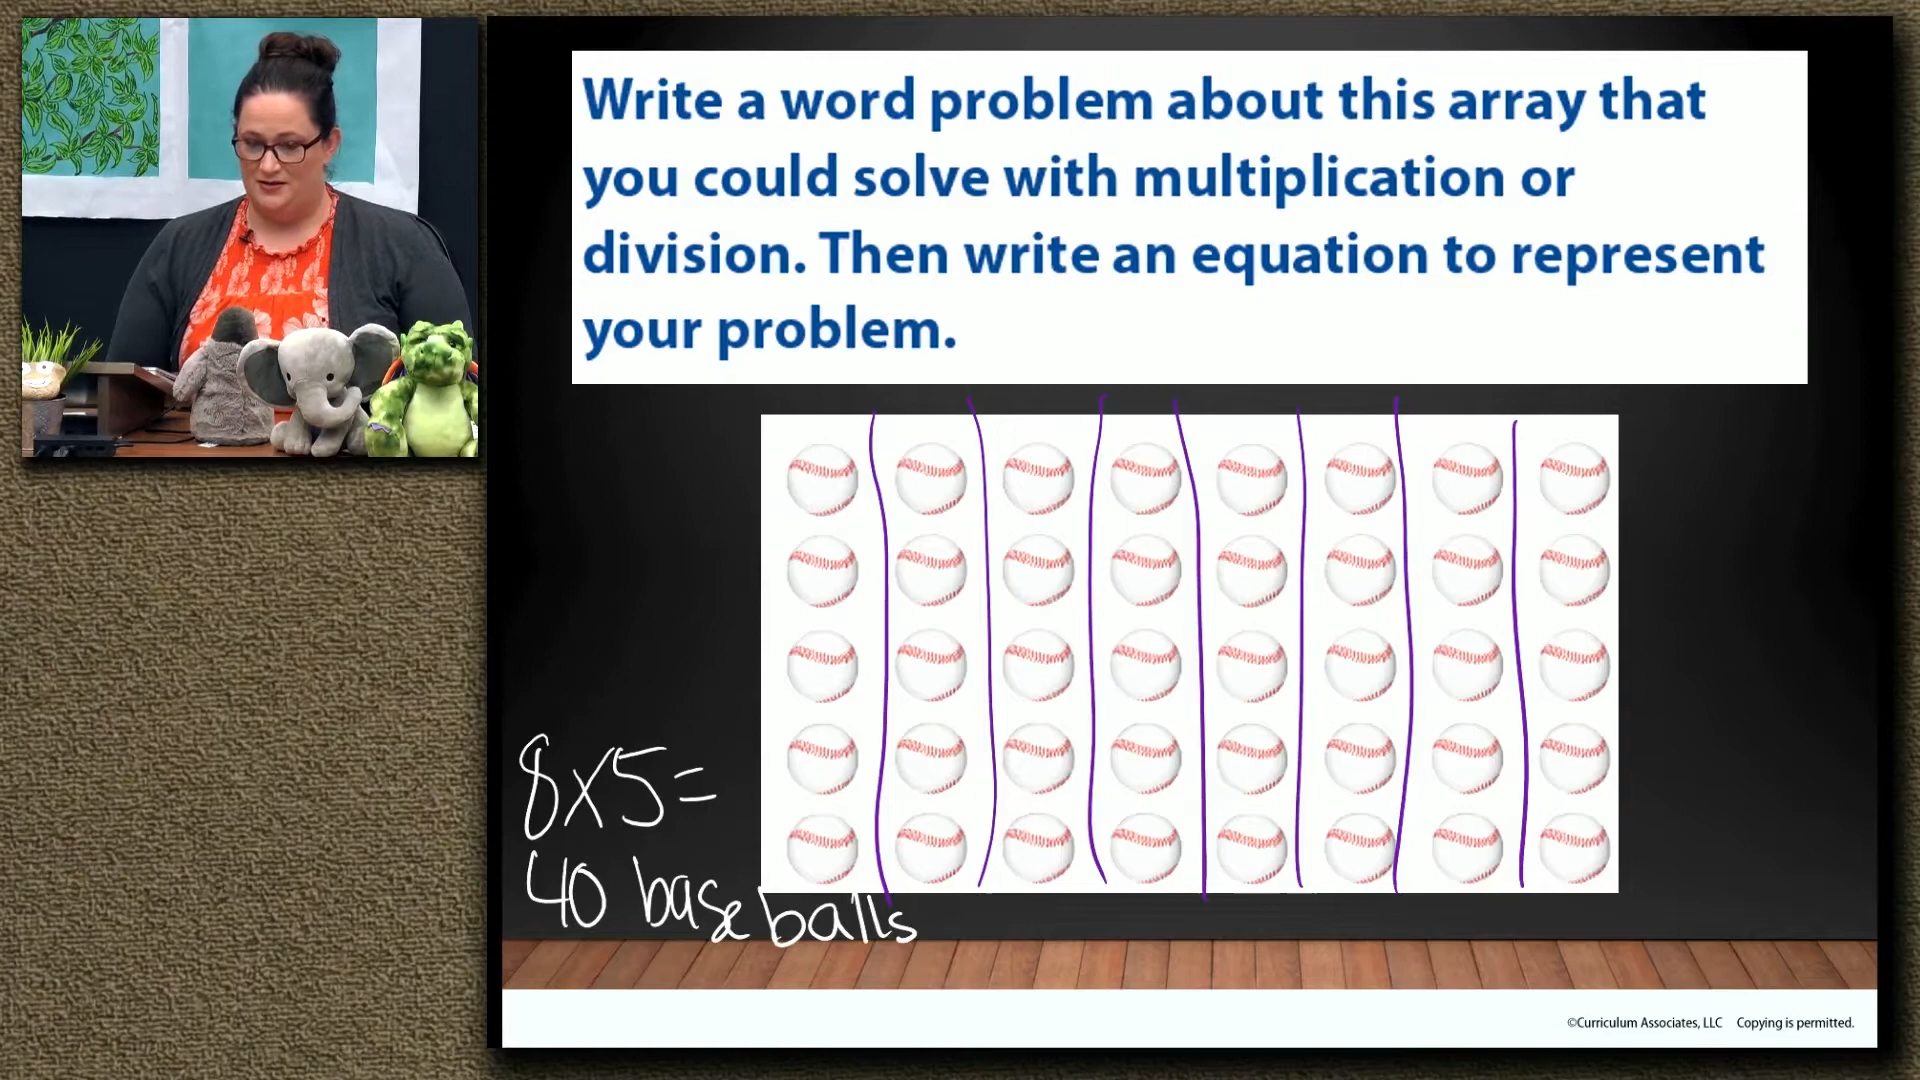 Write a word problem about this array that
you could solve with multiplication or
division. Then write an equation to represent
your problem.
8x5=
40 baseballs
©Curriculum Associates, LLC Copying is permitted.